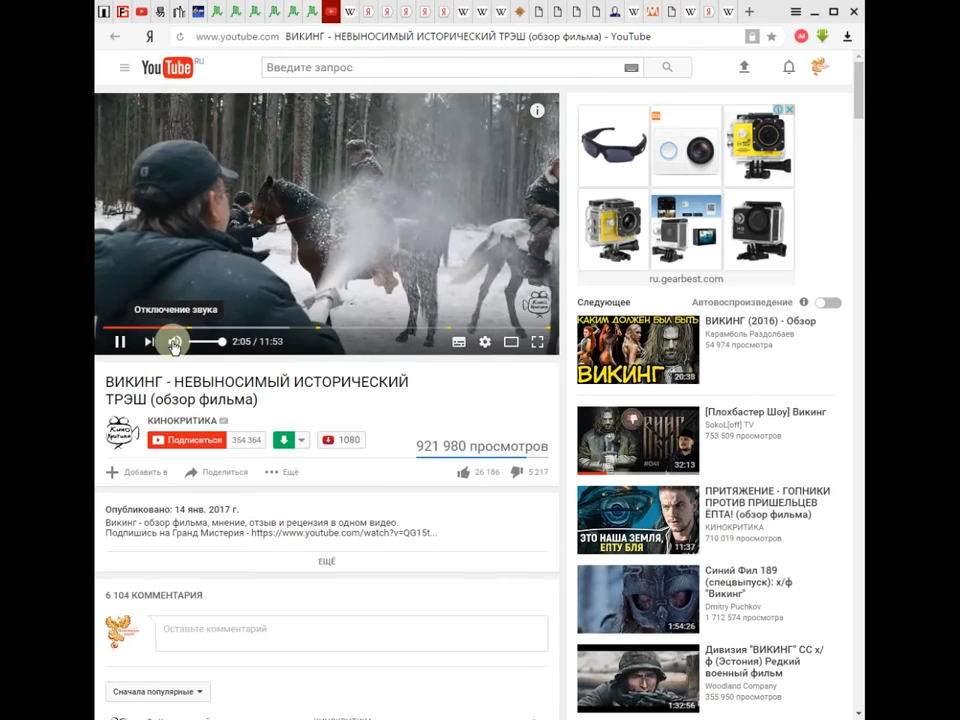 www.youtube.com ВИКИНГ - НЕВЫНОСИМЫЙ ИСТОРИЧЕСКИЙ ТРЭШ (обзор фильма) - YouTube
YouTube RU
Введите запрос
Отключение звука
2:05 / 11:53
ВИКИНГ - НЕВЫНОСИМЫЙ ИСТОРИЧЕСКИЙ
ТРЭШ (обзор фильма)
КИНОКРИТИКА
Подписаться 354 364
1080
921 980 просмотров
Добавить в Поделиться Ещё
26 186 5 217
Опубликовано: 14 янв. 2017 г.
Викинг - обзор фильма, мнение, отзыв и рецензия в одном видео.
Подпишись на Гранд Мистерия - https://www.youtube.com/watch?v=QG15t...
ЕЩЁ
6 104 КОММЕНТАРИЯ
Оставьте комментарий
Сначала популярные
ru.gearbest.com
Следующее
Автовоспроизведение
КАКИМ ДОЛЖЕН БЫЛ БЫТЬ
ВИКИНГ
20:38
ВИКИНГ (2016) - Обзор
Карамоль Раздолбаев
54 974 просмотра
ВИКИНГ
#041
32:13
[Плохбастер Шоу] Викинг
SokoL[off] TV
753 509 просмотров
ЭТО НАША ЗЕМЛЯ,
ЕПТУ БЛЯ
11:37
ПРИТЯЖЕНИЕ - ГОПНИКИ
ПРОТИВ ПРИШЕЛЬЦЕВ
ЁПТА! (обзор фильма)
КИНОКРИТИКА
710 019 просмотров
1:54:26
Синий Фил 189
(спецвыпуск): х/ф
"Викинг"
Dmitry Puchkov
1 712 574 просмотра
1:32:56
Дивизия "ВИКИНГ" СС х/
ф (Эстония) Редкий
военный фильм
Woodland Company
355 950 просмотров